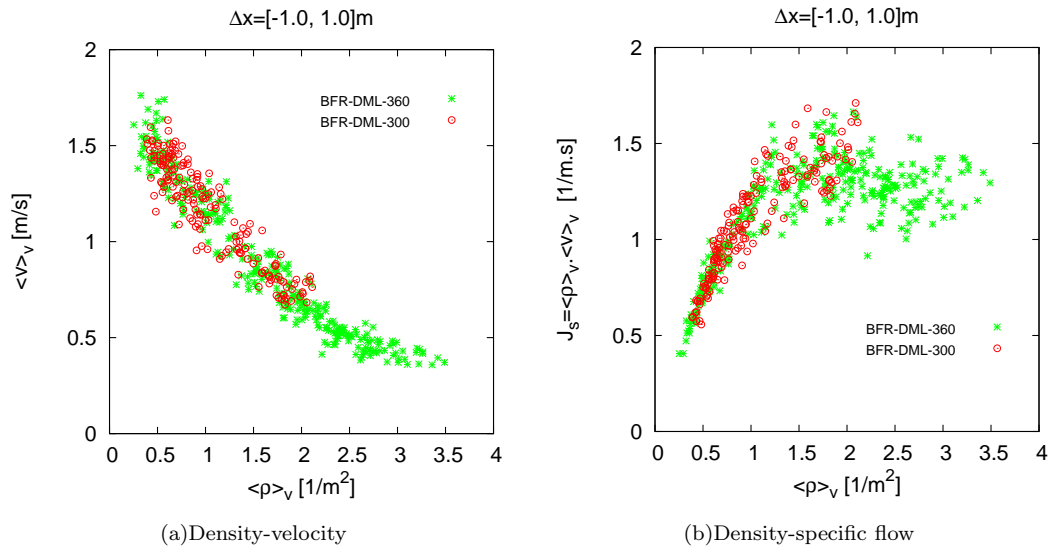 Δx=[-1.0, 1.0]m
2
1.5
1
0.5
0
0 0.5 1 1.5 2 2.5 3 3.5 4
<v>ᵥ [m/s]
<ρ>ᵥ [1/m²]
BFR-DML-360
BFR-DML-300
(a)Density-velocity
Δx=[-1.0, 1.0]m
2
1.5
1
0.5
0
0 0.5 1 1.5 2 2.5 3 3.5 4
Jₛ=<ρ>ᵥ.<v>ᵥ [1/m.s]
<ρ>ᵥ [1/m²]
BFR-DML-360
BFR-DML-300
(b)Density-specific flow